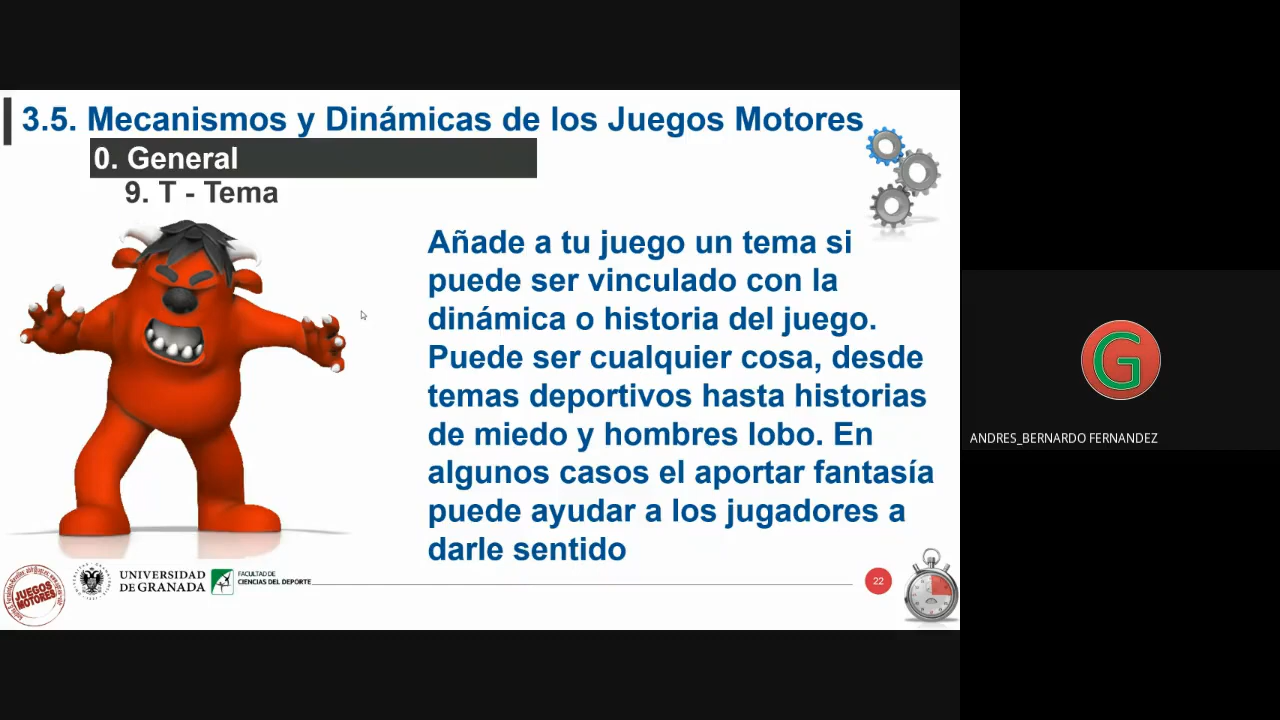 3.5. Mecanismos y Dinámicas de los Juegos Motores
0. General
9. T - Tema
Añade a tu juego un tema si
puede ser vinculado con la
dinámica o historia del juego.
Puede ser cualquier cosa, desde
temas deportivos hasta historias
de miedo y hombres lobo. En
algunos casos el aportar fantasía
puede ayudar a los jugadores a
darle sentido
JUEGOS
MOTORES
UNIVERSIDAD
DE GRANADA
FACULTAD DE
CIENCIAS DEL DEPORTE
22
G
ANDRES_BERNARDO FERNANDEZ